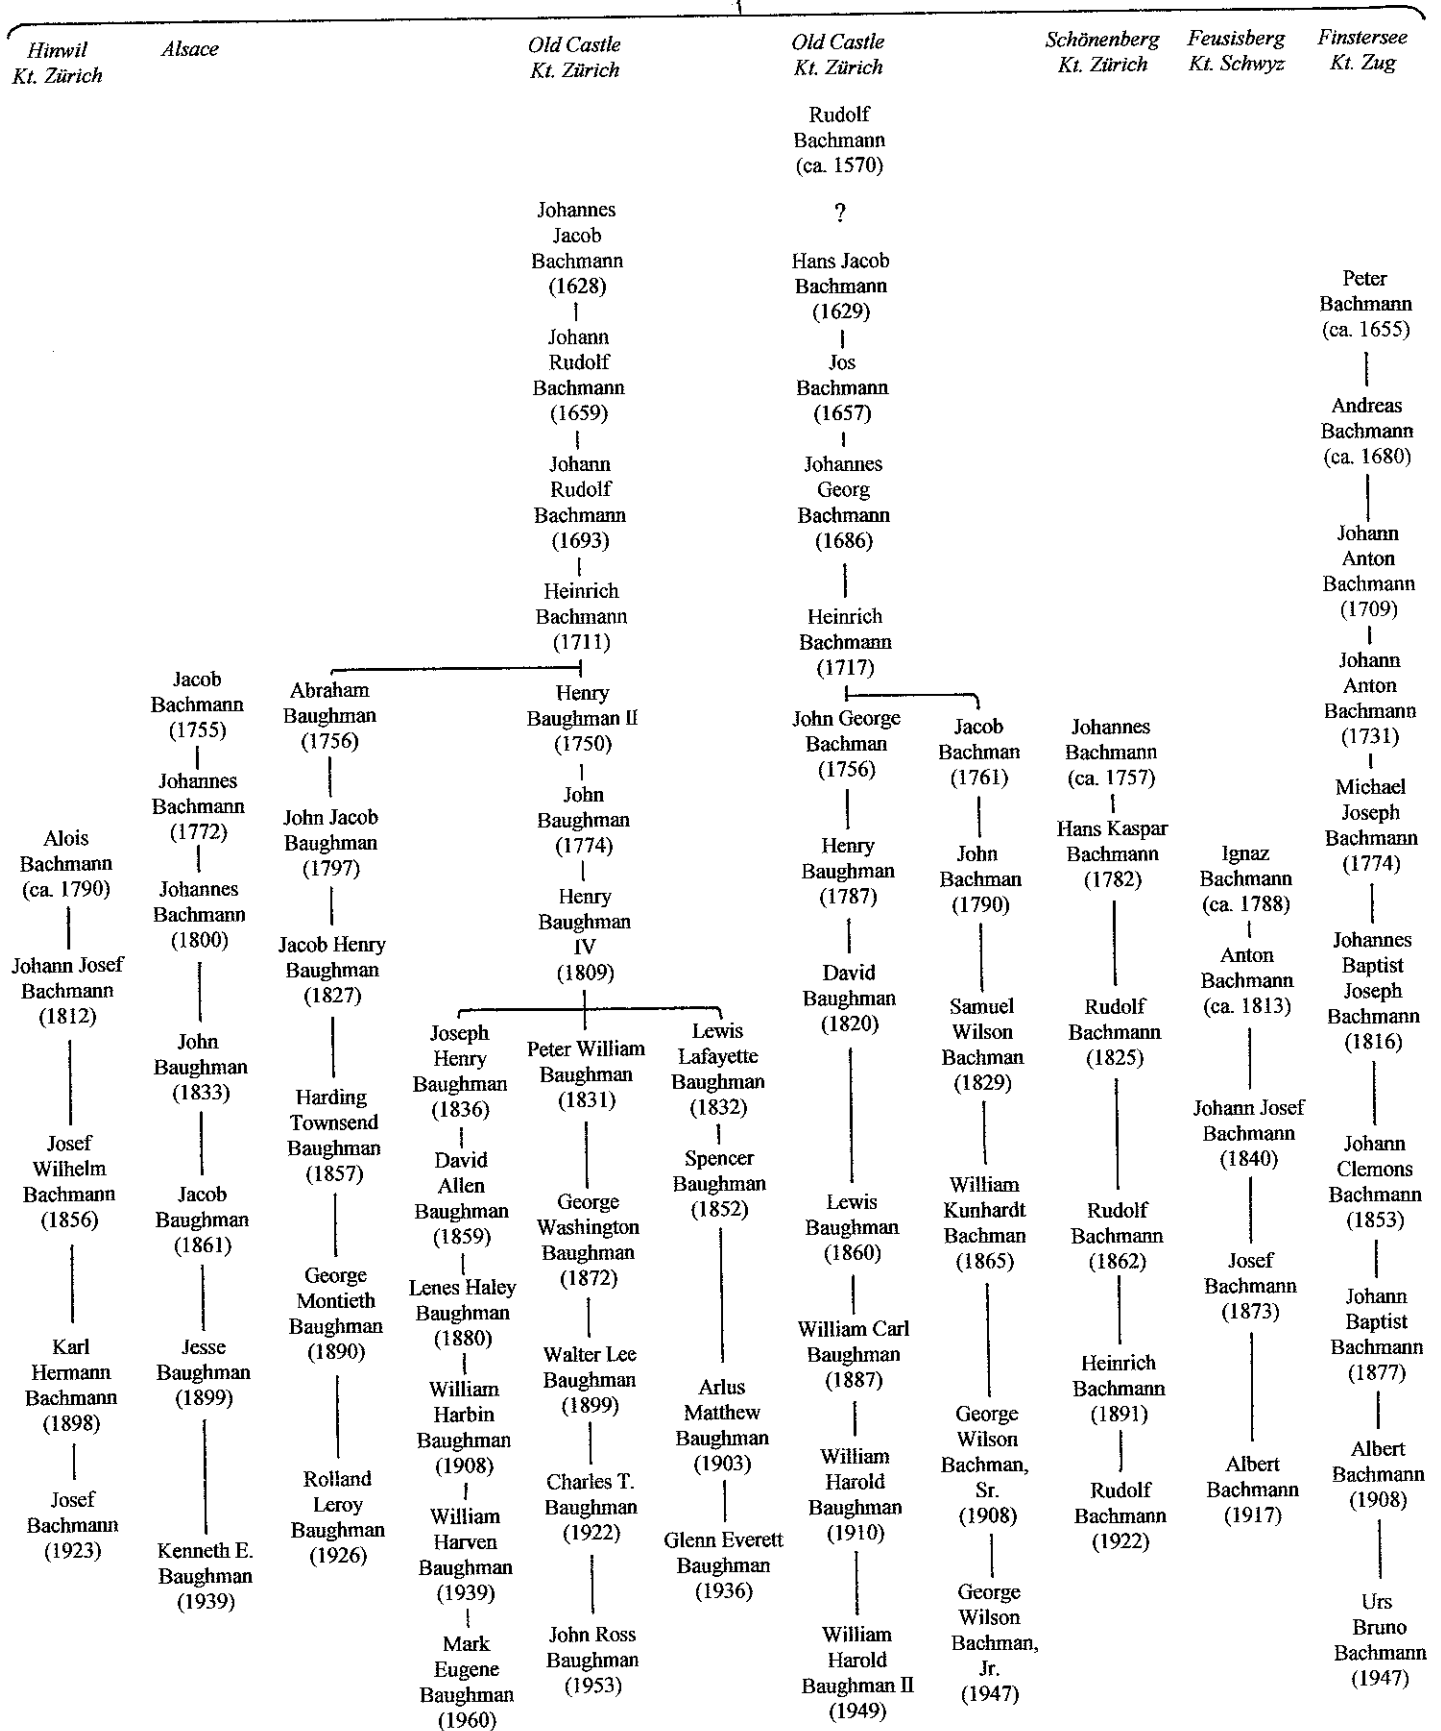 Hinwil
Kt. Zürich
Alsace
Old Castle
Kt. Zürich
Old Castle
Kt. Zürich
Schönenberg
Kt. Zürich
Feusisberg
Kt. Schwyz
Finstersee
Kt. Zug
Alois
Bachmann
(ca. 1790)
Johann Josef
Bachmann
(1812)
Josef
Wilhelm
Bachmann
(1856)
Karl
Hermann
Bachmann
(1898)
Josef
Bachmann
(1923)
Jacob
Bachmann
(1755)
Johannes
Bachmann
(1772)
Johannes
Bachmann
(1800)
John
Baughman
(1833)
Jacob
Baughman
(1861)
Jesse
Baughman
(1899)
Kenneth E.
Baughman
(1939)
Johannes
Jacob
Bachmann
(1628)
Johann
Rudolf
Bachmann
(1659)
Johann
Rudolf
Bachmann
(1693)
Heinrich
Bachmann
(1711)
Abraham
Baughman
(1756)
John Jacob
Baughman
(1797)
Jacob Henry
Baughman
(1827)
Harding
Townsend
Baughman
(1857)
George
Montieth
Baughman
(1890)
Rolland
Leroy
Baughman
(1926)
Henry
Baughman II
(1750)
John
Baughman
(1774)
Henry
Baughman
IV
(1809)
Joseph
Henry
Baughman
(1836)
David
Allen
Baughman
(1859)
Lenes Haley
Baughman
(1880)
William
Harbin
Baughman
(1908)
William
Harven
Baughman
(1939)
Mark
Eugene
Baughman
(1960)
Peter William
Baughman
(1831)
George
Washington
Baughman
(1872)
Walter Lee
Baughman
(1899)
Charles T.
Baughman
(1922)
John Ross
Baughman
(1953)
Lewis
Lafayette
Baughman
(1832)
Spencer
Baughman
(1852)
Arlus
Matthew
Baughman
(1903)
Glenn Everett
Baughman
(1936)
Rudolf
Bachmann
(ca. 1570)
?
Hans Jacob
Bachmann
(1629)
Jos
Bachmann
(1657)
Johannes
Georg
Bachmann
(1686)
Heinrich
Bachmann
(1717)
John George
Bachman
(1756)
Henry
Baughman
(1787)
David
Baughman
(1820)
Lewis
Baughman
(1860)
William Carl
Baughman
(1887)
William
Harold
Baughman
(1910)
William
Harold
Baughman II
(1949)
Jacob
Bachman
(1761)
John
Bachman
(1790)
Samuel
Wilson
Bachman
(1829)
William
Kunhardt
Bachman
(1865)
George
Wilson
Bachman,
Sr.
(1908)
George
Wilson
Bachman,
Jr.
(1947)
Johannes
Bachmann
(ca. 1757)
Hans Kaspar
Bachmann
(1782)
Rudolf
Bachmann
(1825)
Rudolf
Bachmann
(1862)
Heinrich
Bachmann
(1891)
Rudolf
Bachmann
(1922)
Ignaz
Bachmann
(ca. 1788)
Anton
Bachmann
(ca. 1813)
Johann Josef
Bachmann
(1840)
Josef
Bachmann
(1873)
Albert
Bachmann
(1917)
Peter
Bachmann
(ca. 1655)
Andreas
Bachmann
(ca. 1680)
Johann
Anton
Bachmann
(1709)
Johann
Anton
Bachmann
(1731)
Michael
Joseph
Bachmann
(1774)
Johannes
Baptist
Joseph
Bachmann
(1816)
Johann
Clemons
Bachmann
(1853)
Johann
Baptist
Bachmann
(1877)
Albert
Bachmann
(1908)
Urs
Bruno
Bachmann
(1947)